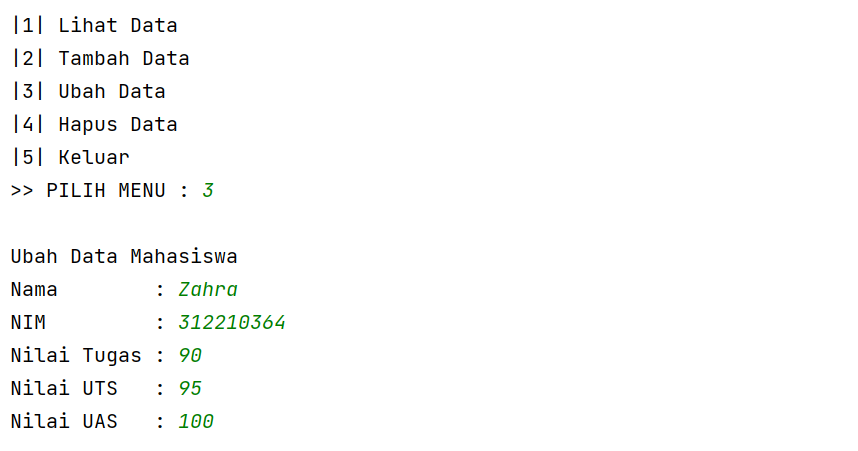 |1| Lihat Data
|2| Tambah Data
|3| Ubah Data
|4| Hapus Data
|5| Keluar
>> PILIH MENU : 3

Ubah Data Mahasiswa
Nama        : Zahra
NIM         : 312210364
Nilai Tugas : 90
Nilai UTS   : 95
Nilai UAS   : 100